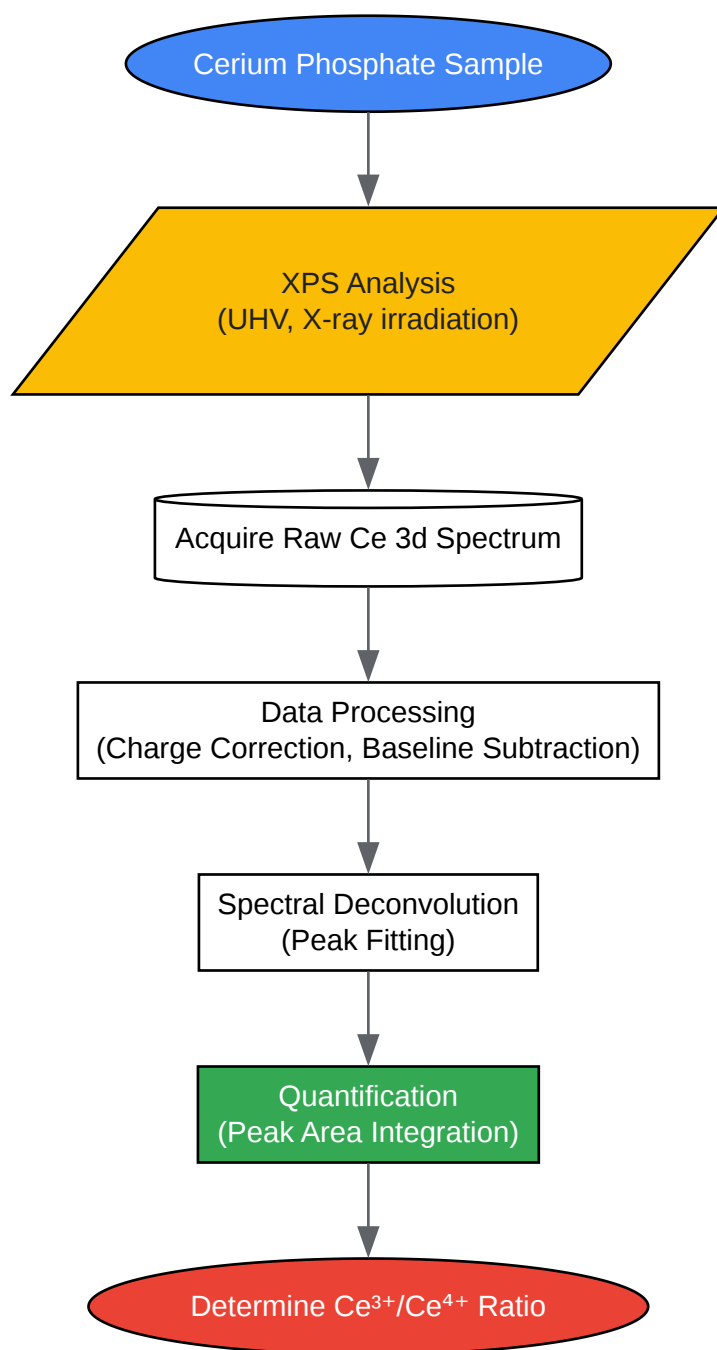 Cerium Phosphate Sample
XPS Analysis
(UHV, X-ray irradiation)
Acquire Raw Ce 3d Spectrum
Data Processing
(Charge Correction, Baseline Subtraction)
Spectral Deconvolution
(Peak Fitting)
Quantification
(Peak Area Integration)
Determine Ce³⁺/Ce⁴⁺ Ratio